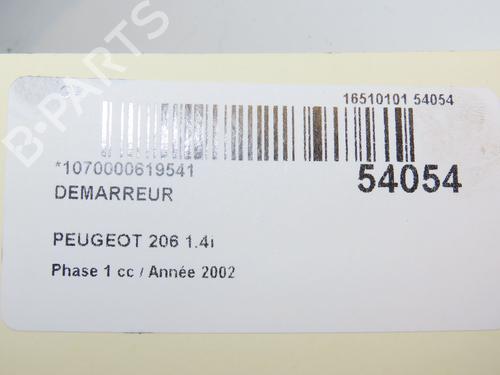 16510101 54054
*1070000619541
54054
DEMARREUR
PEUGEOT 206 1.4i
Phase 1 cc / Année 2002
B-PARTS